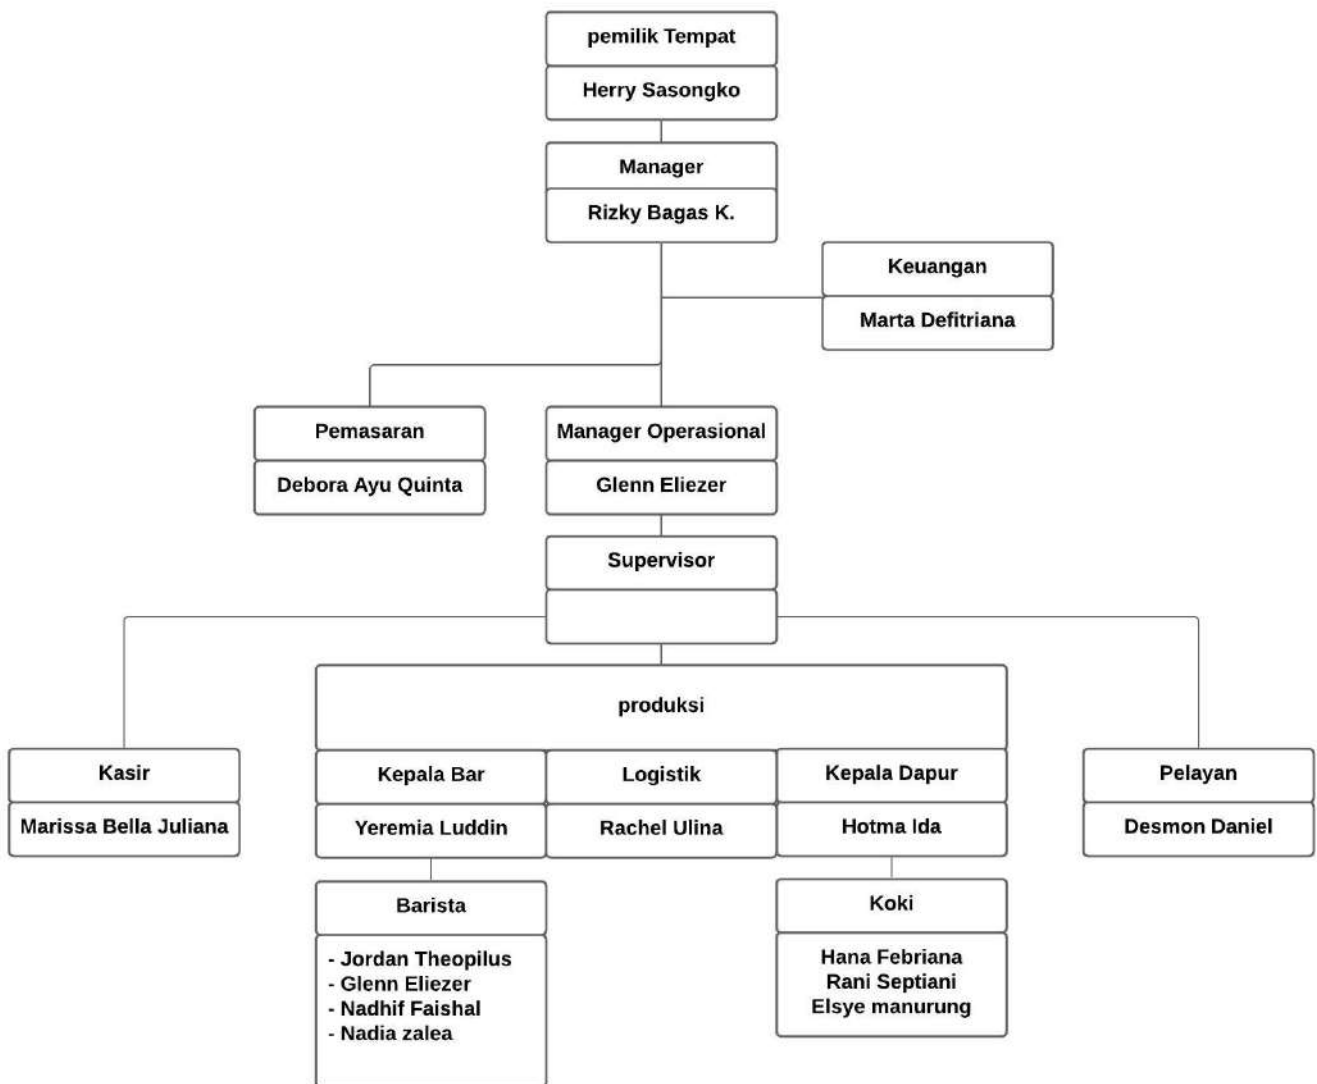 pemilik Tempat
Herry Sasongko
Manager
Rizky Bagas K.
Keuangan
Marta Defitriana
Pemasaran
Debora Ayu Quinta
Manager Operasional
Glenn Eliezer
Supervisor
produksi
Kasir
Marissa Bella Juliana
Kepala Bar
Yeremia Luddin
Logistik
Rachel Ulina
Kepala Dapur
Hotma Ida
Pelayan
Desmon Daniel
Barista
- Jordan Theopilus
- Glenn Eliezer
- Nadhif Faishal
- Nadia zalea
Koki
Hana Febriana
Rani Septiani
Elsye manurung